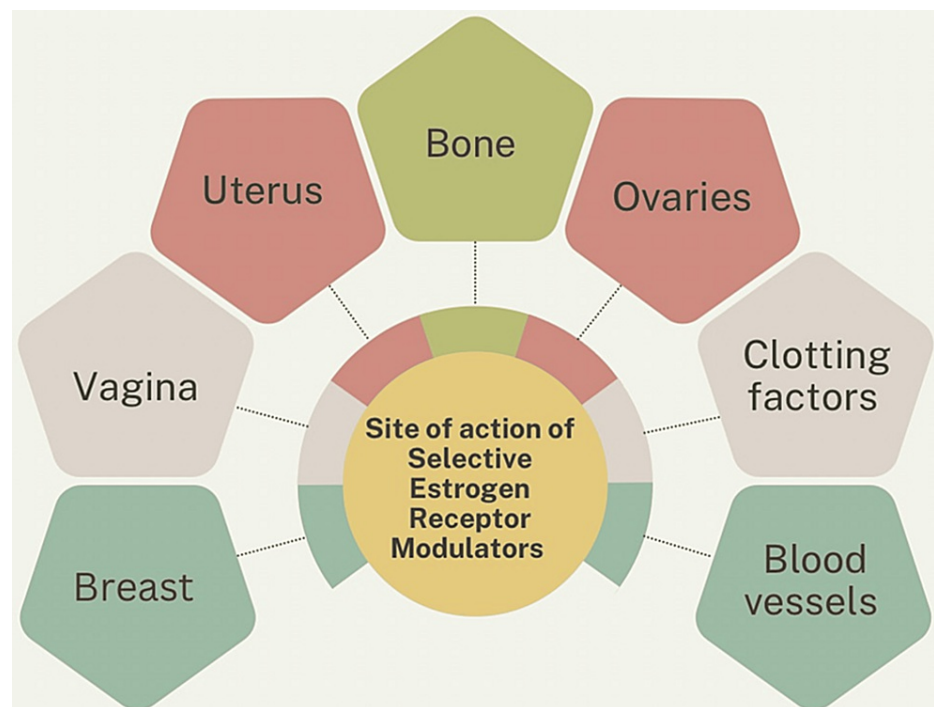 Bone
Uterus
Ovaries
Vagina
Clotting
factors
Site of action of
Selective
Estrogen
Receptor
Modulators
Breast
Blood
vessels